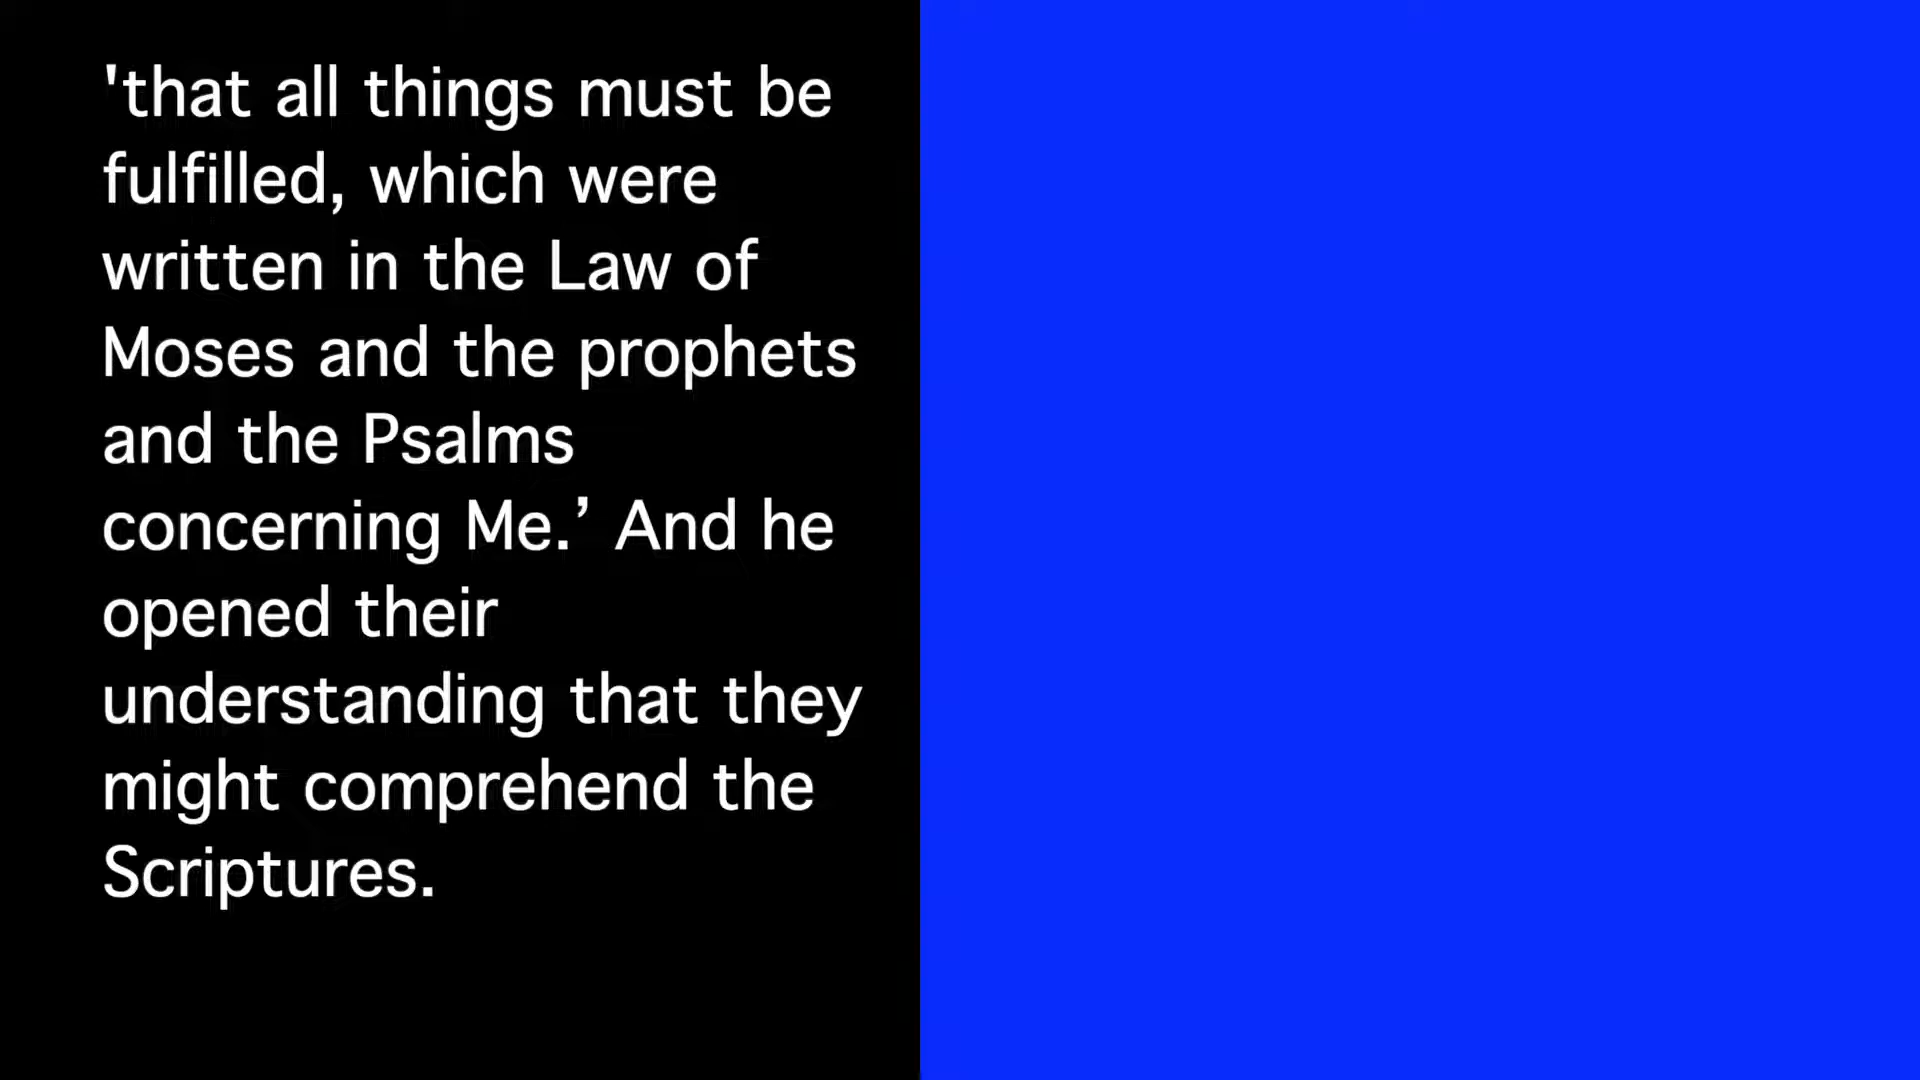 'that all things must be
fulfilled, which were
written in the Law of
Moses and the prophets
and the Psalms
concerning Me.’ And he
opened their
understanding that they
might comprehend the
Scriptures.